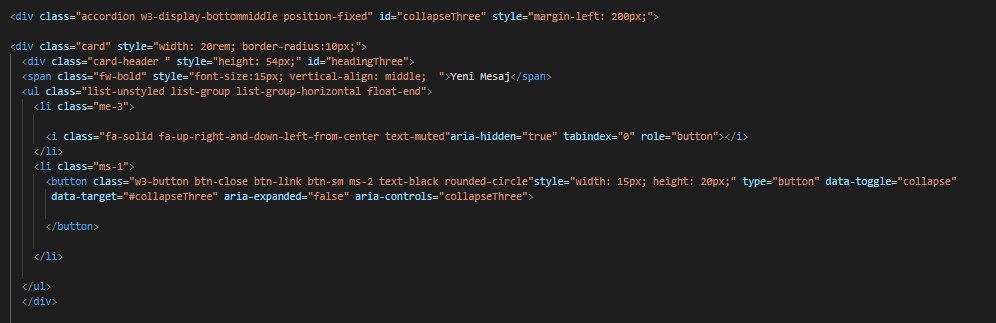 <div class="accordion w3-display-bottommiddle position-fixed" id="collapseThree" style="margin-left: 200px;">
<div class="card" style="width: 20rem; border-radius:10px;">
<div class="card-header " style="height: 54px;" id="headingThree">
<span class="fw-bold" style="font-size:15px; vertical-align: middle;  ">Yeni Mesaj</span>
<ul class="list-unstyled list-group list-group-horizontal float-end">
<li class="me-3">
<i class="fa-solid fa-up-right-and-down-left-from-center text-muted"aria-hidden="true" tabindex="0" role="button"></i>
</li>
<li class="ms-1">
<button class="w3-button btn-close btn-link btn-sm ms-2 text-black rounded-circle"style="width: 15px; height: 20px;" type="button" data-toggle="collapse"
data-target="#collapseThree" aria-expanded="false" aria-controls="collapseThree">
</button>
</li>
</ul>
</div>